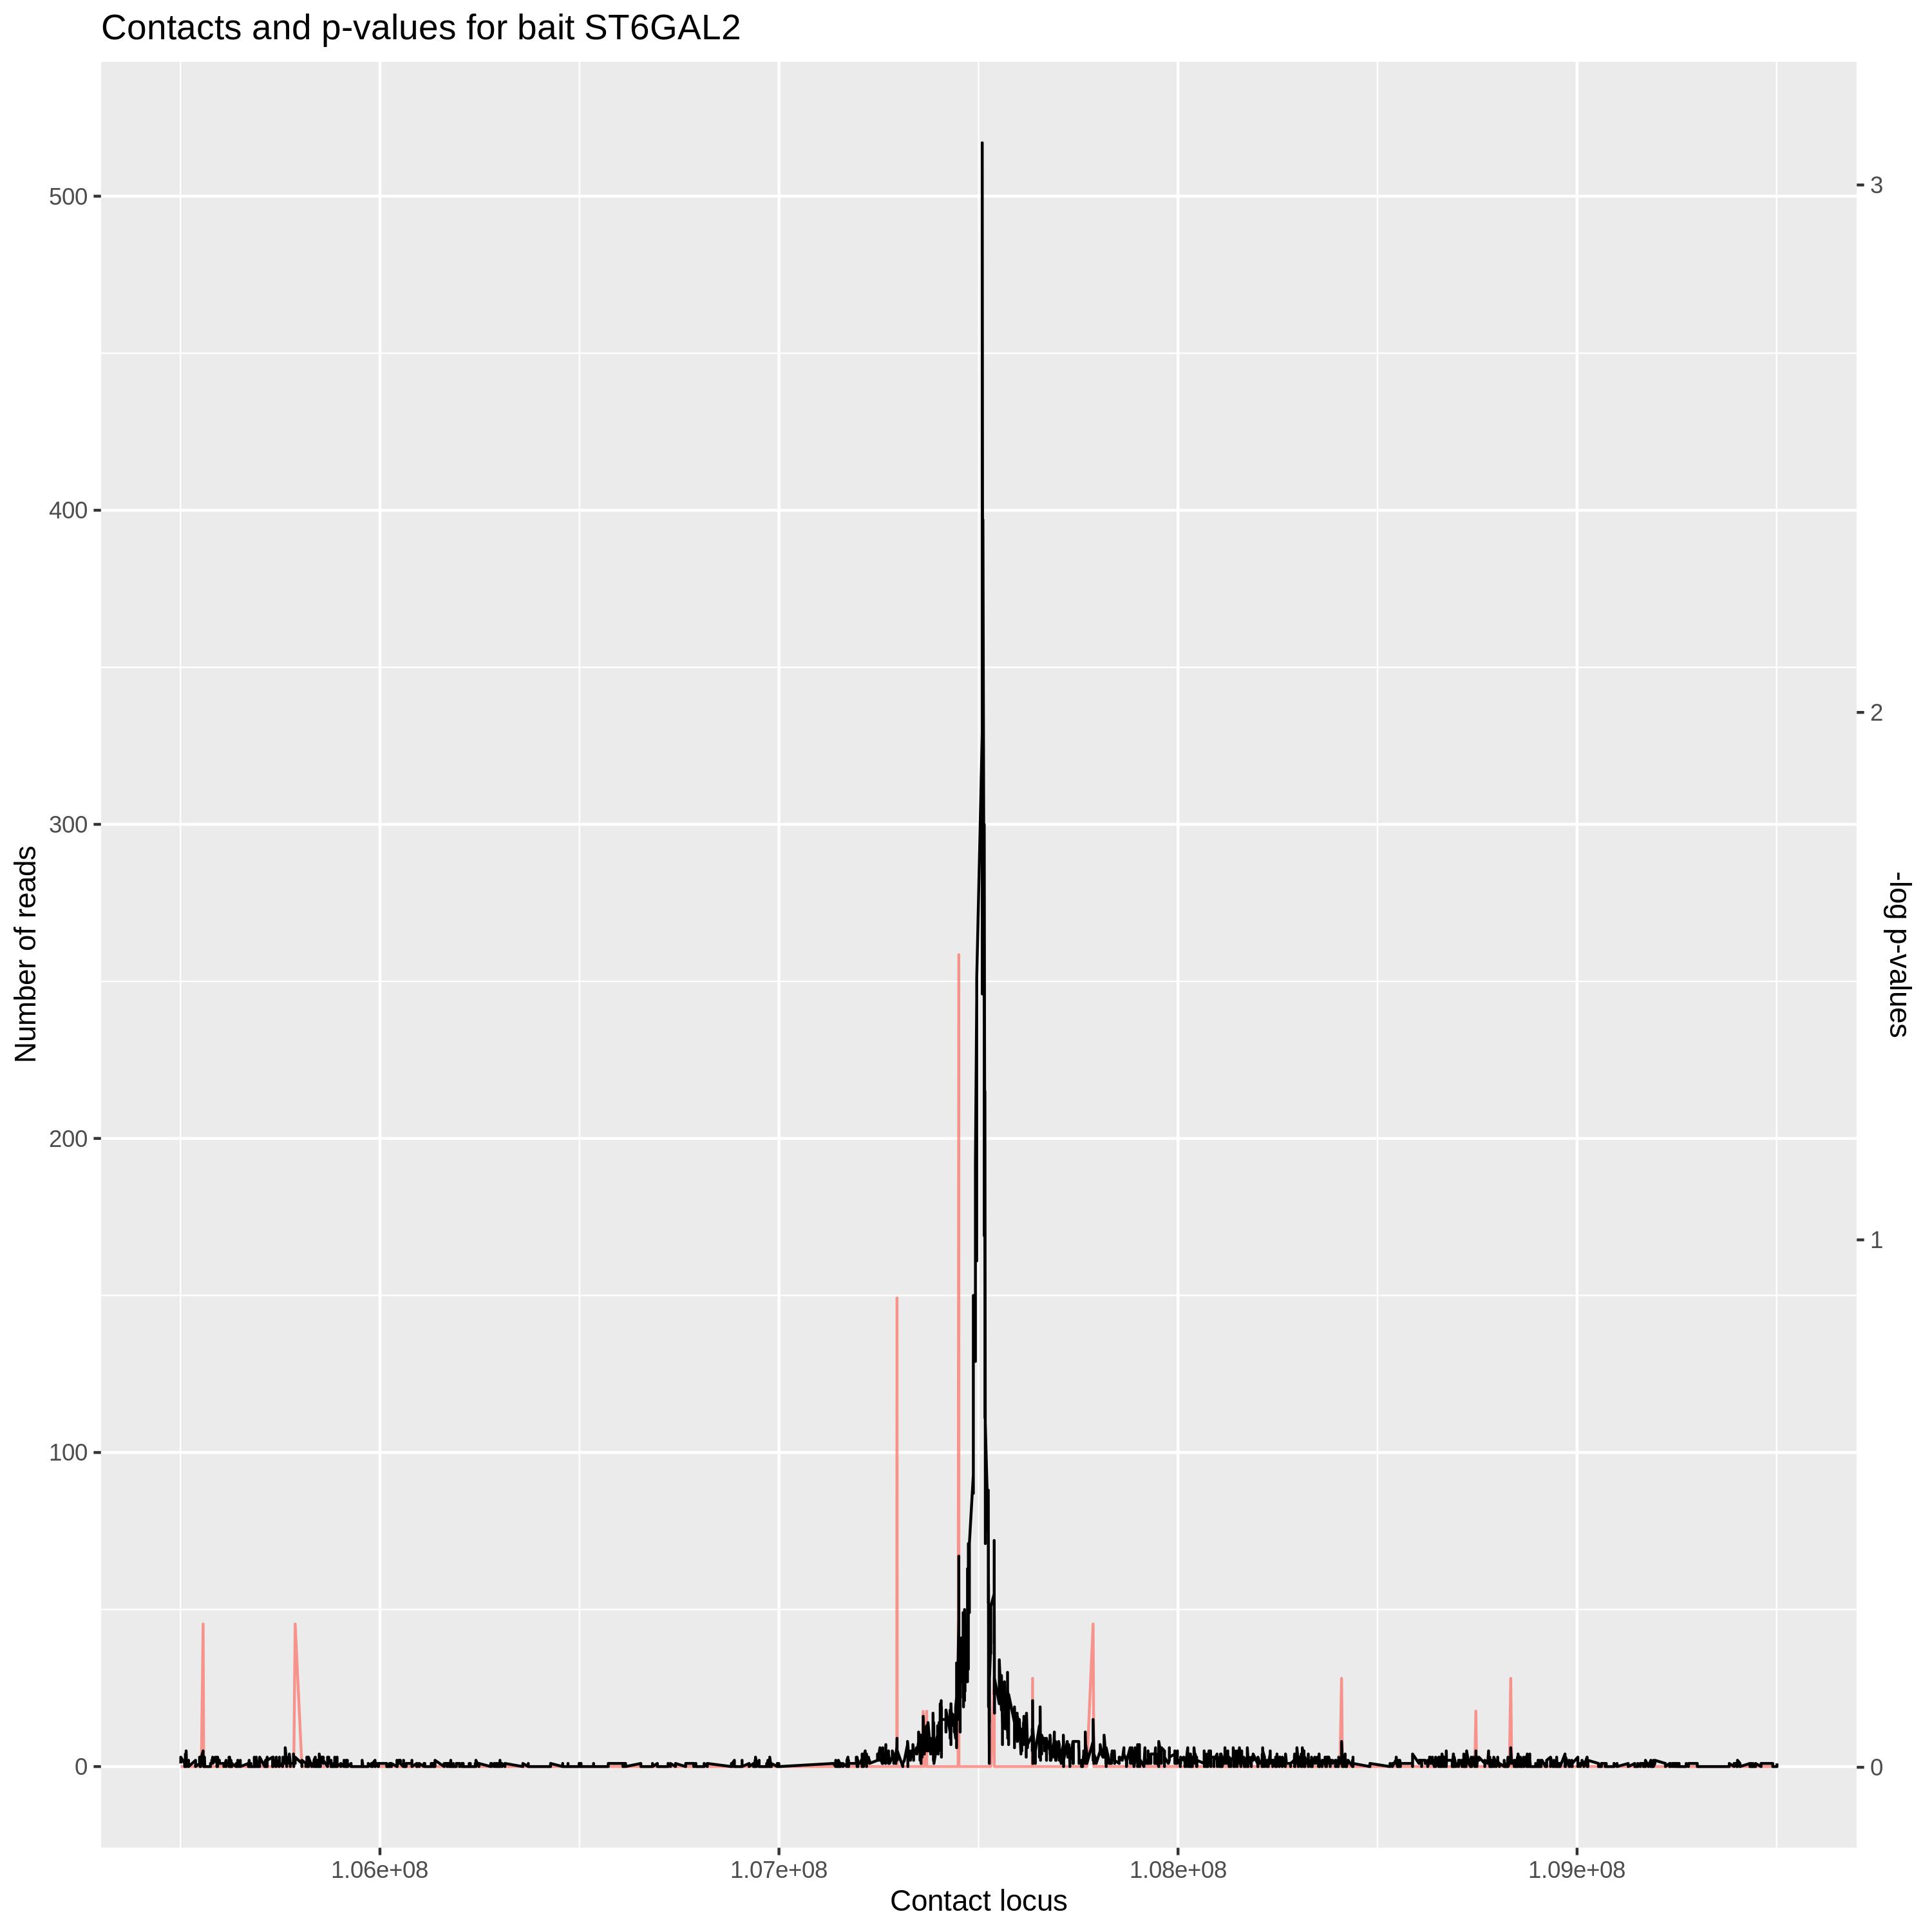 Contacts and p-values for bait ST6GAL2
500
400
300
200
100
0
Number of reads
3
2
1
0
-log p-values
1.06e+08
1.07e+08
1.08e+08
1.09e+08
Contact locus